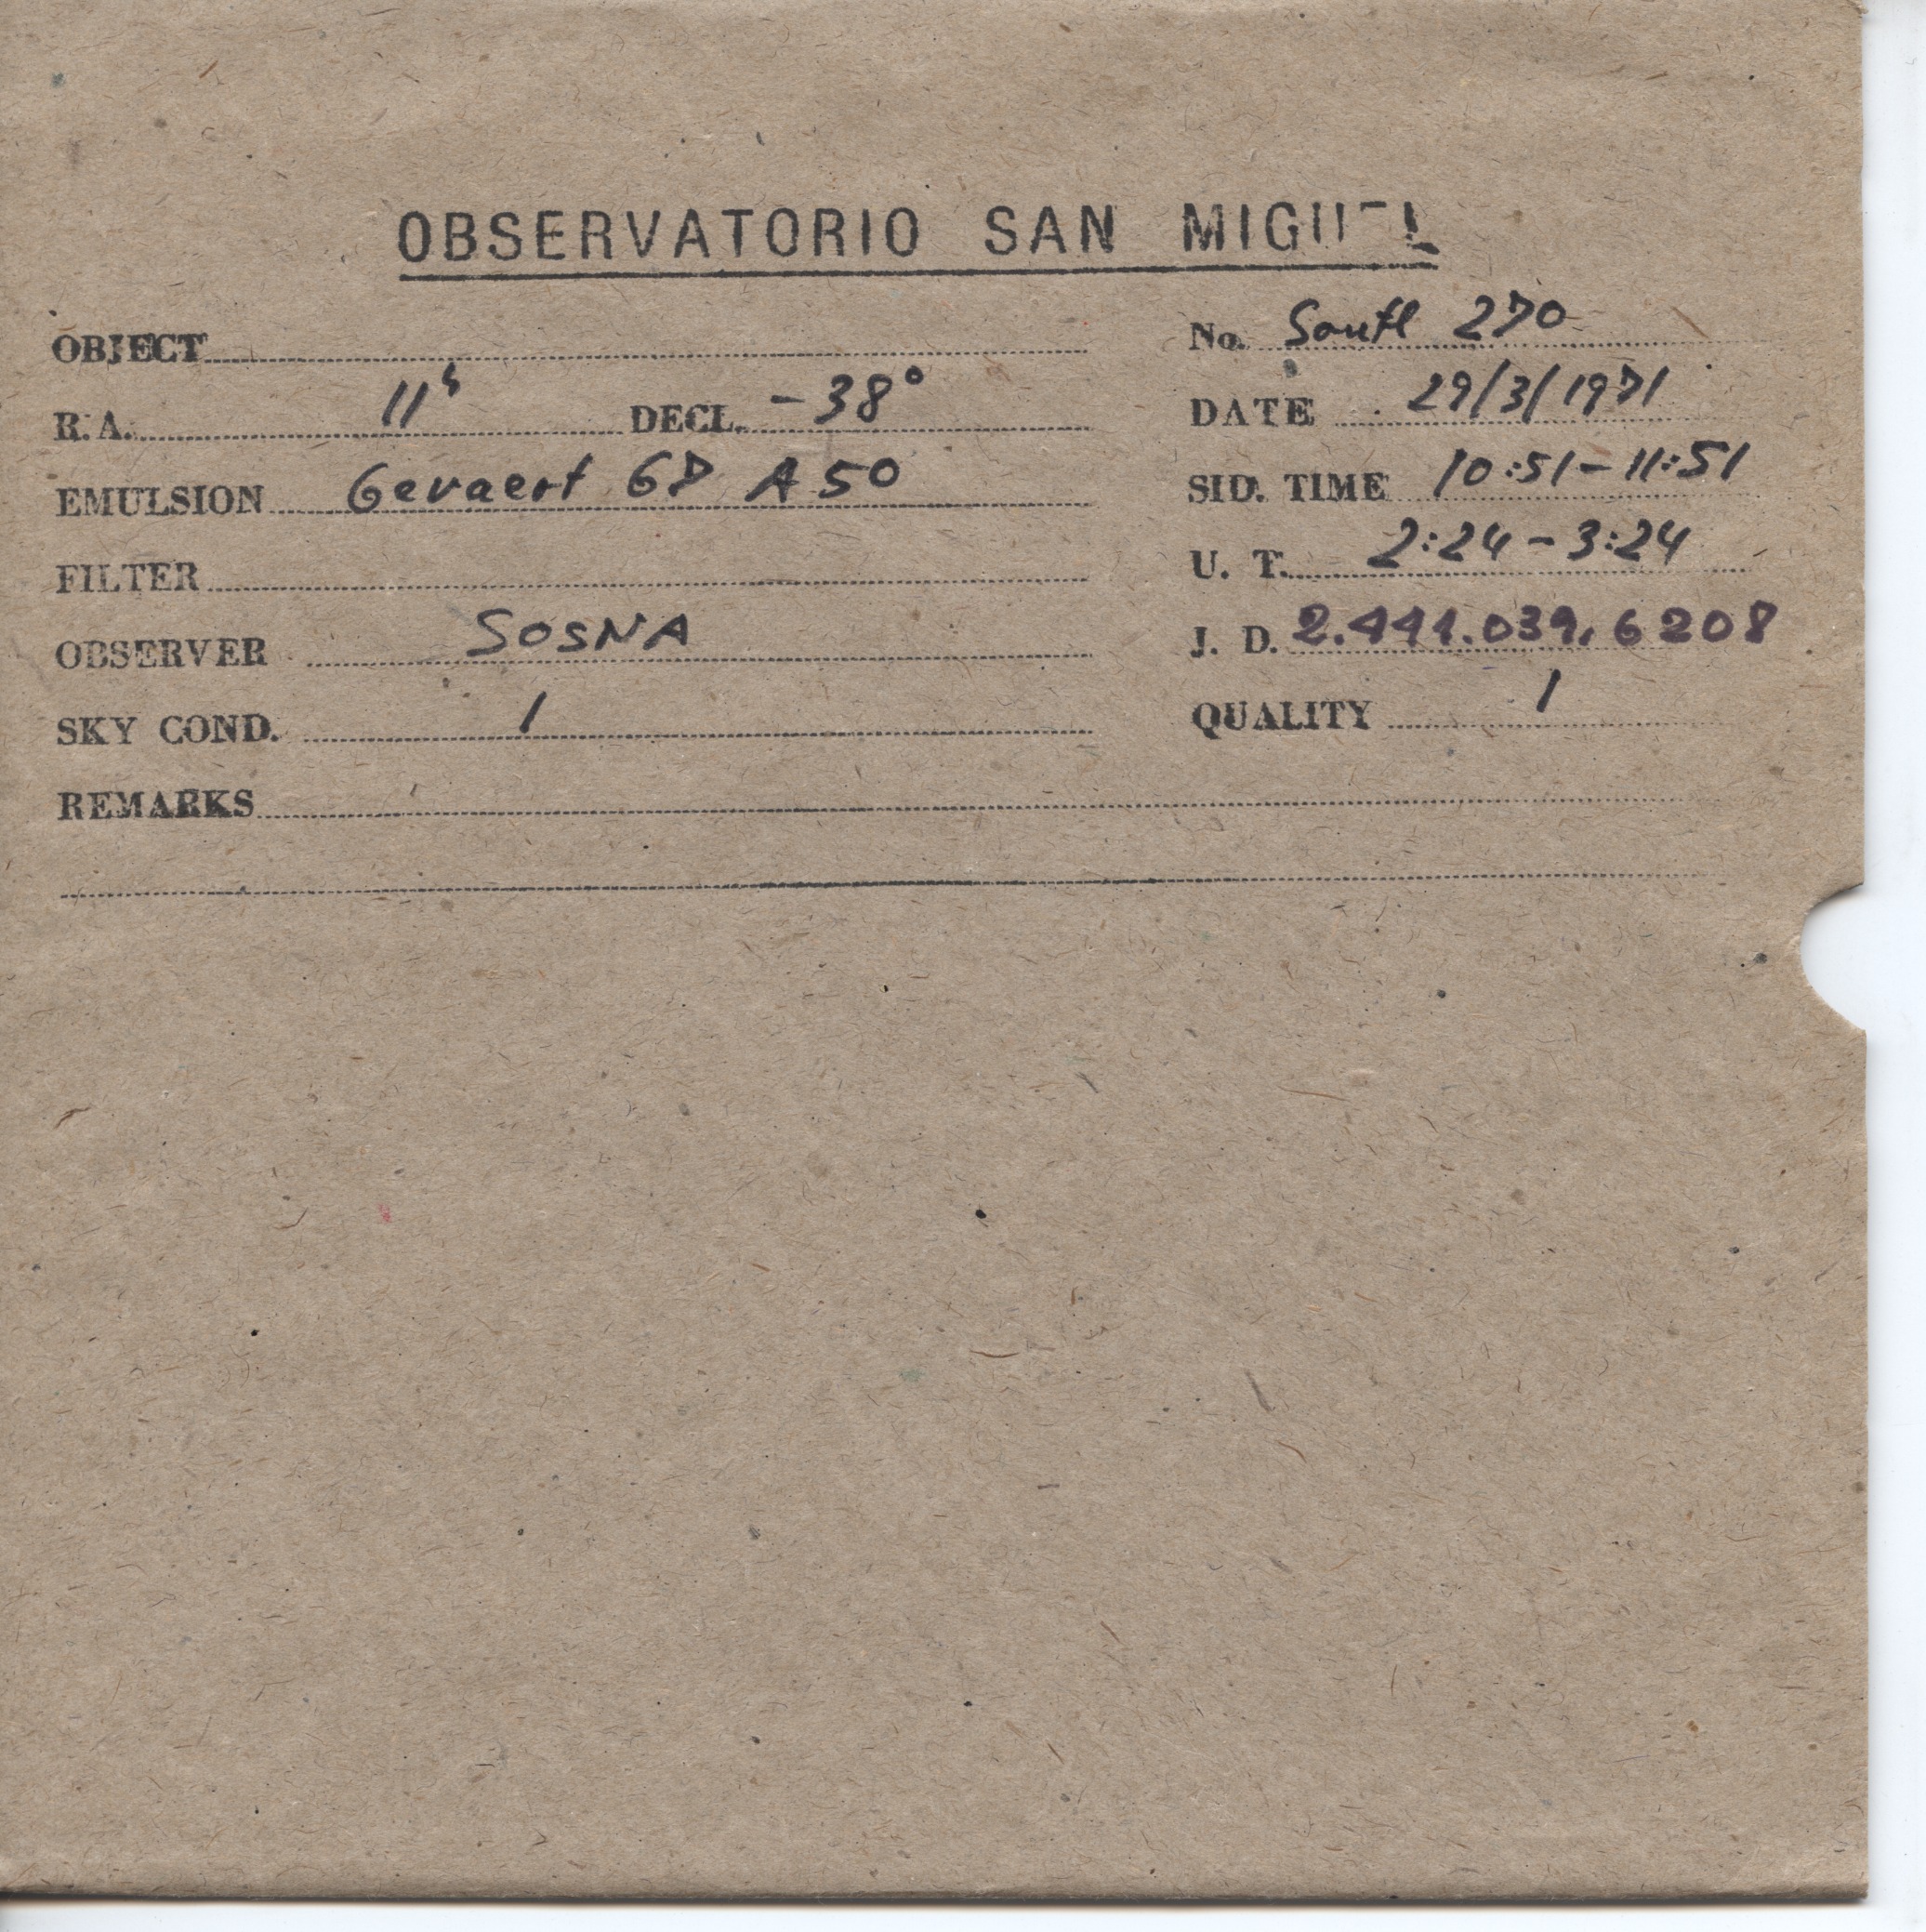 OBSERVATORIO SAN MIGUEL
OBJECT
No. South 270
R.A. 11h DECL. -38°
DATE 29/3/1971
EMULSION Gevaert 67 A 50
SID. TIME 10:51-11:51
FILTER
U. T. 2:24-3:24
OBSERVER SOSNA
J. D. 2.441.039,6208
SKY COND. 1
QUALITY 1
REMARKS